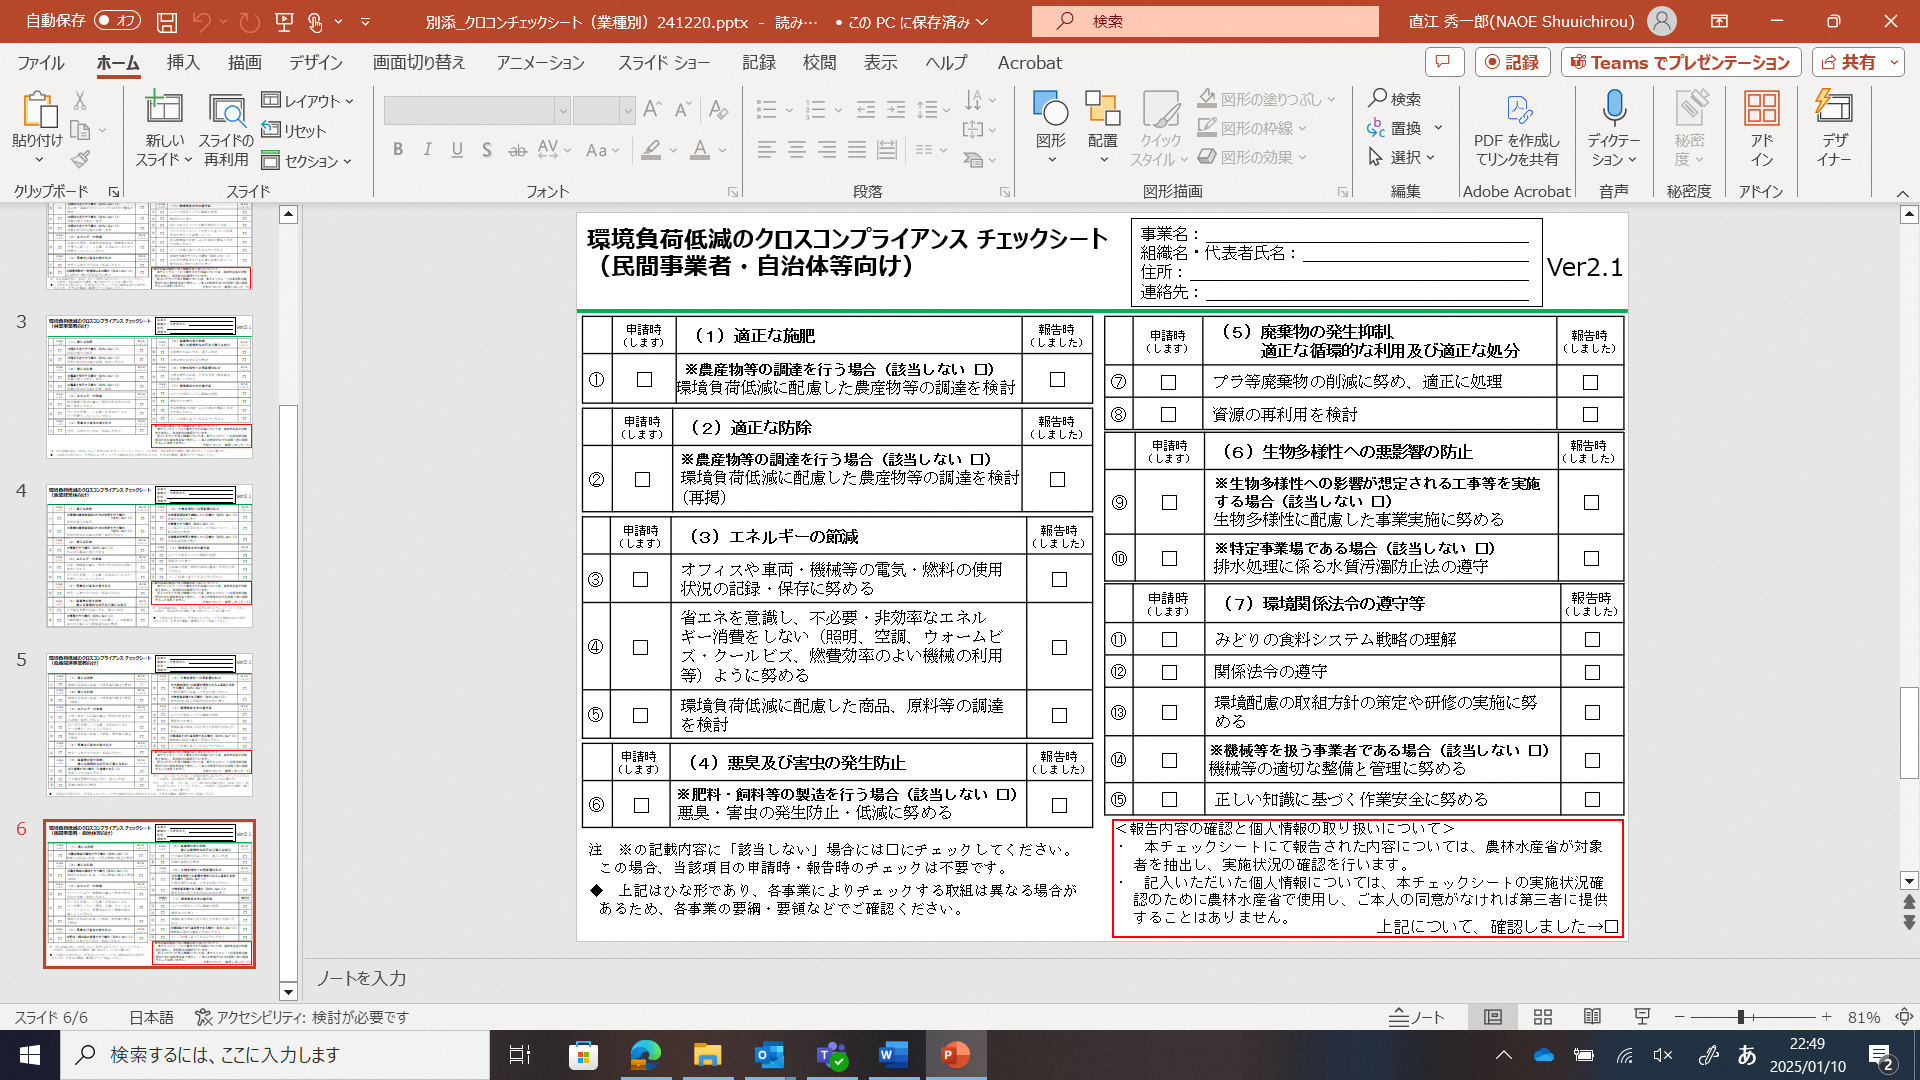 自動保存 オフ
別添_クロコンチェックシート（業種別）241220.pptx - 読み… • この PC に保存済み
検索
直江 秀一郎(NAOE Shuuichirou)
ファイル ホーム 挿入 描画 デザイン 画面切り替え アニメーション スライド ショー 記録 校閲 表示 ヘルプ Acrobat
記録 Teams でプレゼンテーション 共有
貼り付け
新しい
スライド
スライドの
再利用
レイアウト
リセット
セクション
図形
配置
クイック
スタイル
図形の塗りつぶし
図形の枠線
図形の効果
検索
置換
選択
PDF を作成し
てリンクを共有
ディクテー
ション
秘密
度
アド
イン
デザ
イナー
クリップボード スライド フォント 段落 図形描画 編集 Adobe Acrobat 音声 秘密度 アドイン
3
4
5
6
環境負荷低減のクロスコンプライアンス チェックシート
（民間事業者・自治体等向け）
事業名：
組織名・代表者氏名：
住所：
連絡先：
Ver2.1
申請時
（します）
（１）適正な施肥
報告時
（しました）
① □ ※農産物等の調達を行う場合（該当しない □）
環境負荷低減に配慮した農産物等の調達を検討 □
申請時
（します）
（２）適正な防除
報告時
（しました）
② □ ※農産物等の調達を行う場合（該当しない □）
環境負荷低減に配慮した農産物等の調達を検討
（再掲） □
申請時
（します）
（３）エネルギーの節減
報告時
（しました）
③ □ オフィスや車両・機械等の電気・燃料の使用
状況の記録・保存に努める □
④ □ 省エネを意識し、不必要・非効率なエネル
ギー消費をしない（照明、空調、ウォームビ
ズ・クールビズ、燃費効率のよい機械の利用
等）ように努める □
⑤ □ 環境負荷低減に配慮した商品、原料等の調達
を検討 □
申請時
（します）
（４）悪臭及び害虫の発生防止
報告時
（しました）
⑥ □ ※肥料・飼料等の製造を行う場合（該当しない □）
悪臭・害虫の発生防止・低減に努める □
注　※の記載内容に「該当しない」場合には□にチェックしてください。
この場合、当該項目の申請時・報告時のチェックは不要です。
◆　上記はひな形であり、各事業によりチェックする取組は異なる場合が
あるため、各事業の要綱・要領などでご確認ください。
申請時
（します）
（５）廃棄物の発生抑制、
適正な循環的な利用及び適正な処分
報告時
（しました）
⑦ □ プラ等廃棄物の削減に努め、適正に処理 □
⑧ □ 資源の再利用を検討 □
申請時
（します）
（６）生物多様性への悪影響の防止
報告時
（しました）
⑨ □ ※生物多様性への影響が想定される工事等を実施
する場合（該当しない □）
生物多様性に配慮した事業実施に努める □
⑩ □ ※特定事業場である場合（該当しない □）
排水処理に係る水質汚濁防止法の遵守 □
申請時
（します）
（７）環境関係法令の遵守等
報告時
（しました）
⑪ □ みどりの食料システム戦略の理解 □
⑫ □ 関係法令の遵守 □
⑬ □ 環境配慮の取組方針の策定や研修の実施に努
める □
⑭ □ ※機械等を扱う事業者である場合（該当しない □）
機械等の適切な整備と管理に努める □
⑮ □ 正しい知識に基づく作業安全に努める □
＜報告内容の確認と個人情報の取り扱いについて＞
・　本チェックシートにて報告された内容については、農林水産省が対象
者を抽出し、実施状況の確認を行います。
・　記入いただいた個人情報については、本チェックシートの実施状況確
認のために農林水産省で使用し、ご本人の同意がなければ第三者に提供
することはありません。
上記について、確認しました→□
ノートを入力
スライド 6/6 日本語 アクセシビリティ: 検討が必要です
ノート
81%
検索するには、ここに入力します
あ
22:49
2025/01/10
2